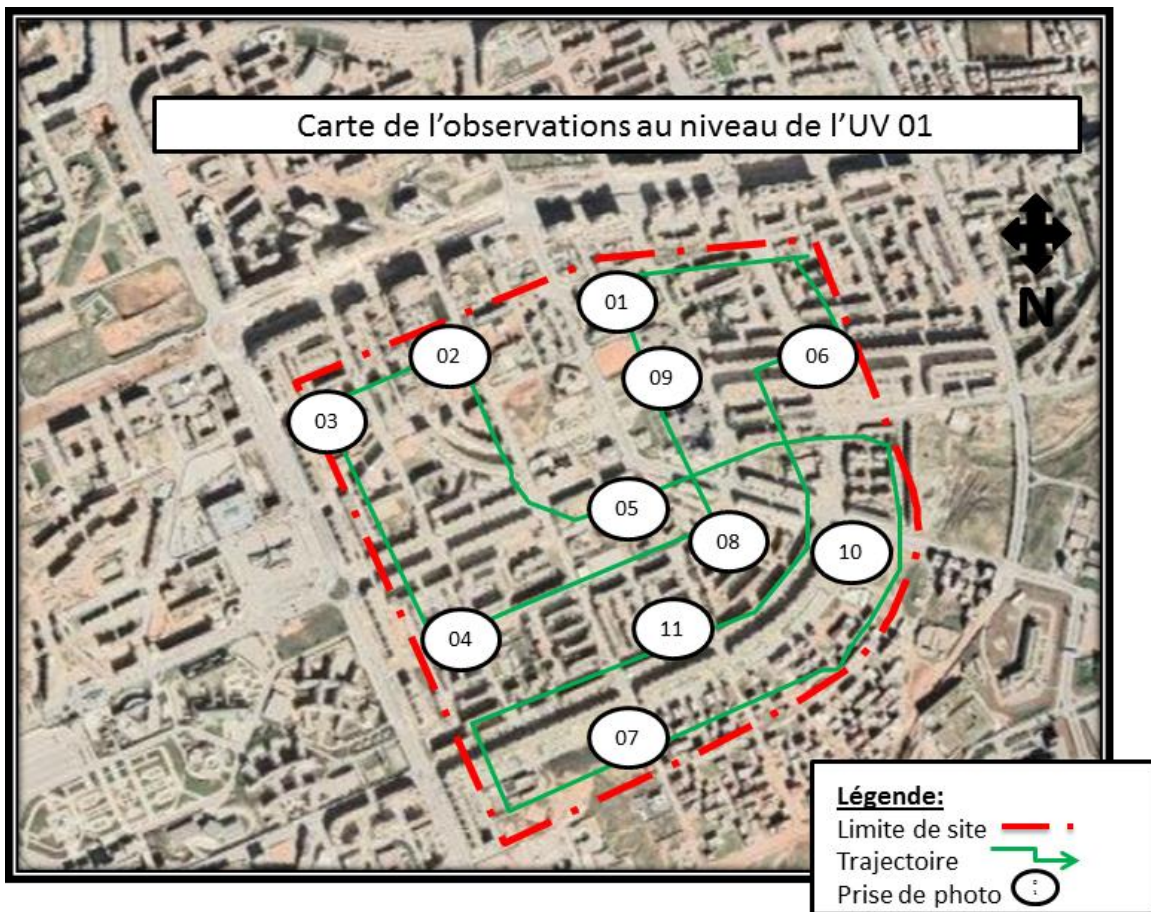 Carte de l'observations au niveau de l'UV 01
01
02
06
09
03
N
05
08
10
11
04
07
Légende:
Limite de site
Trajectoire
Prise de photo